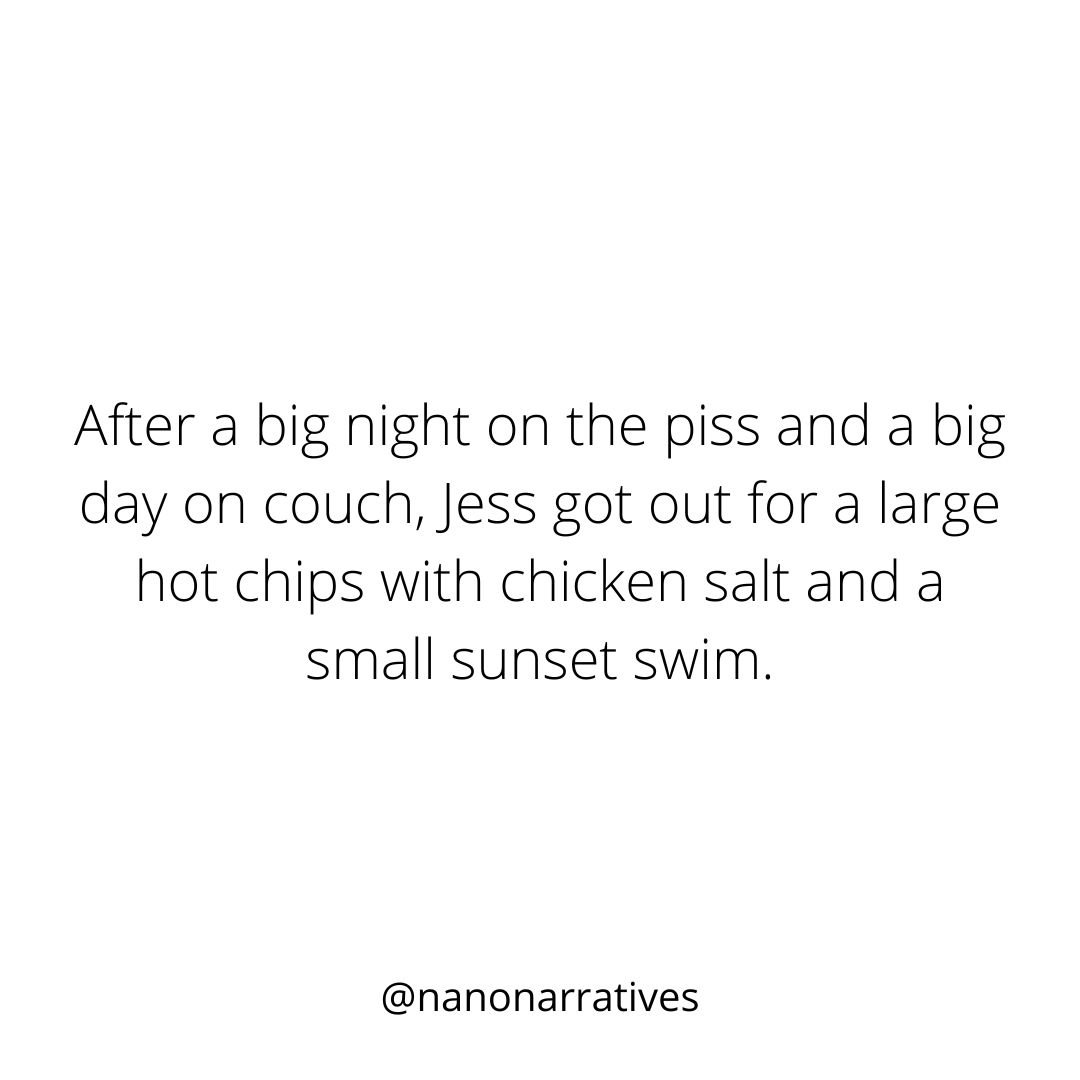 After a big night on the piss and a big
day on couch, Jess got out for a large
hot chips with chicken salt and a
small sunset swim.
@nanonarratives